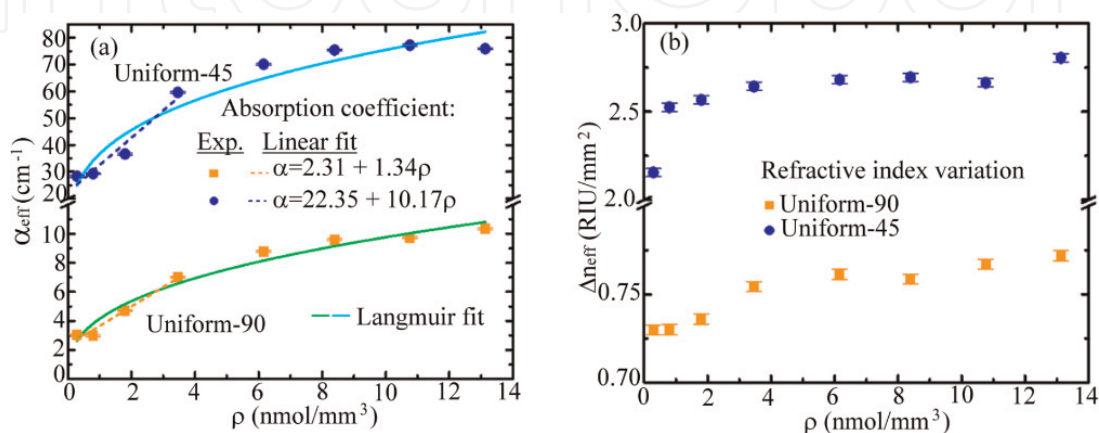 (a)
Uniform-45
Absorption coefficient:
Exp. Linear fit
α=2.31 + 1.34ρ
α=22.35 + 10.17ρ
Uniform-90
Langmuir fit
αeff (cm⁻¹)
80
70
60
50
40
30
20
10
8
6
4
2
0
0 2 4 6 8 10 12 14
ρ (nmol/mm³)
(b)
Refractive index variation
Uniform-90
Uniform-45
Δneff (RIU/mm²)
3.0
2.5
2.0
0.75
0.70
0 2 4 6 8 10 12 14
ρ (nmol/mm³)